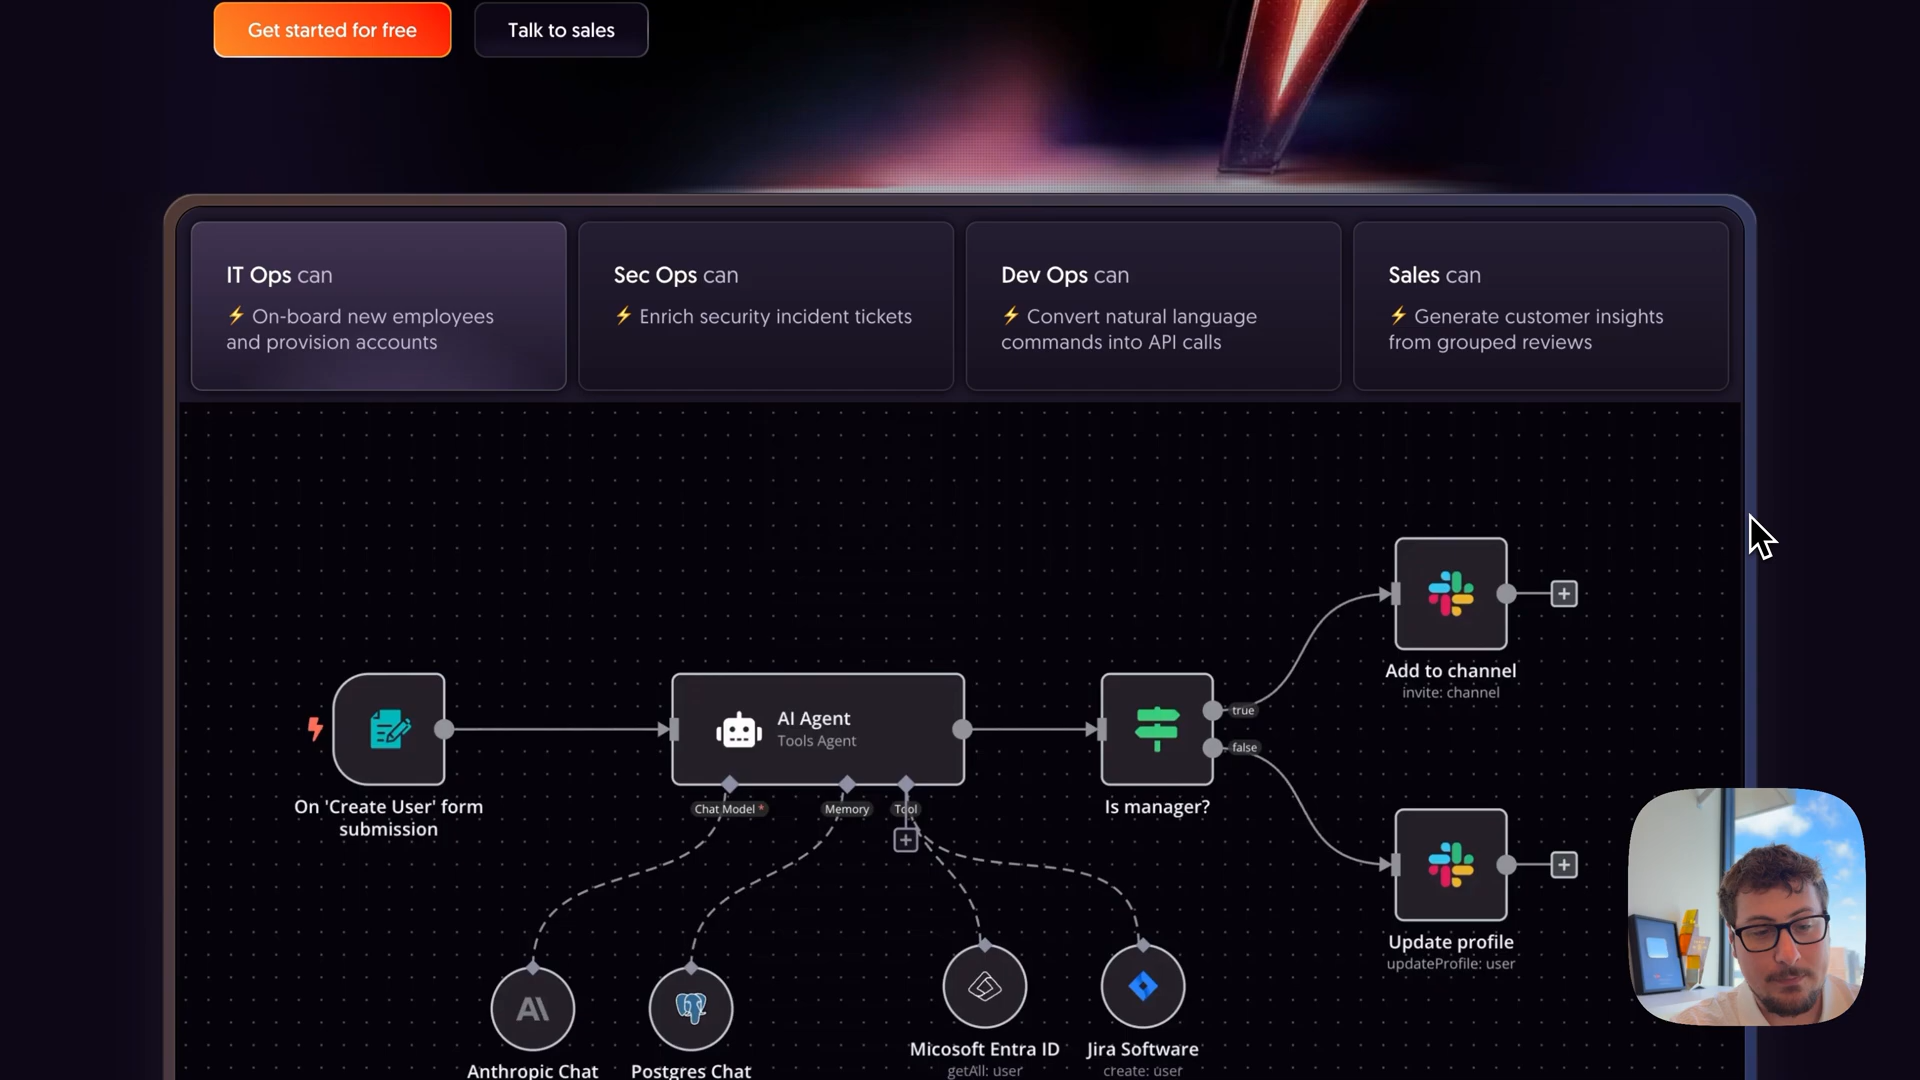 Get started for free
Talk to sales
IT Ops can
⚡ On-board new employees
and provision accounts
Sec Ops can
⚡ Enrich security incident tickets
Dev Ops can
⚡ Convert natural language
commands into API calls
Sales can
⚡ Generate customer insights
from grouped reviews
Add to channel
invite: channel
AI Agent
Tools Agent
true
false
On 'Create User' form
submission
Chat Model *
Memory
Tool
Is manager?
Update profile
updateProfile: user
Anthropic Chat
Postgres Chat
Micosoft Entra ID
getAll: user
Jira Software
create: user